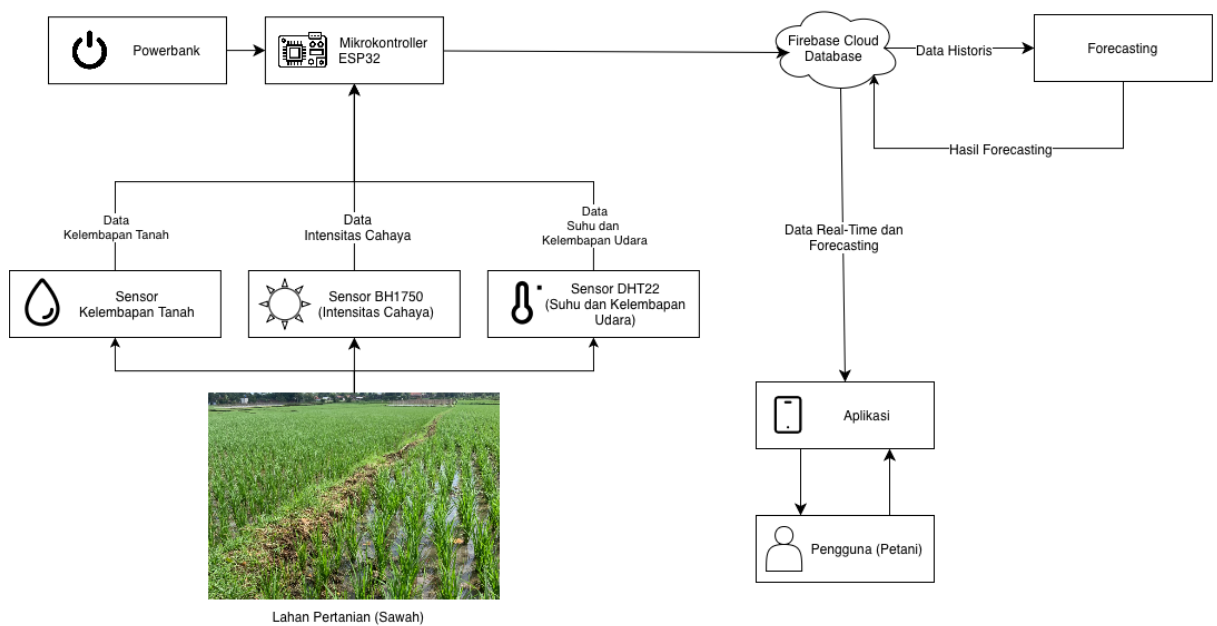 Powerbank
Mikrokontroller
ESP32
Firebase Cloud
Database
Data Historis
Forecasting
Hasil Forecasting
Data
Kelembapan Tanah
Data
Intensitas Cahaya
Data
Suhu dan
Kelembapan Udara
Data Real-Time dan
Forecasting
Sensor
Kelembapan Tanah
Sensor BH1750
(Intensitas Cahaya)
Sensor DHT22
(Suhu dan Kelembapan
Udara)
Aplikasi
Pengguna (Petani)
Lahan Pertanian (Sawah)